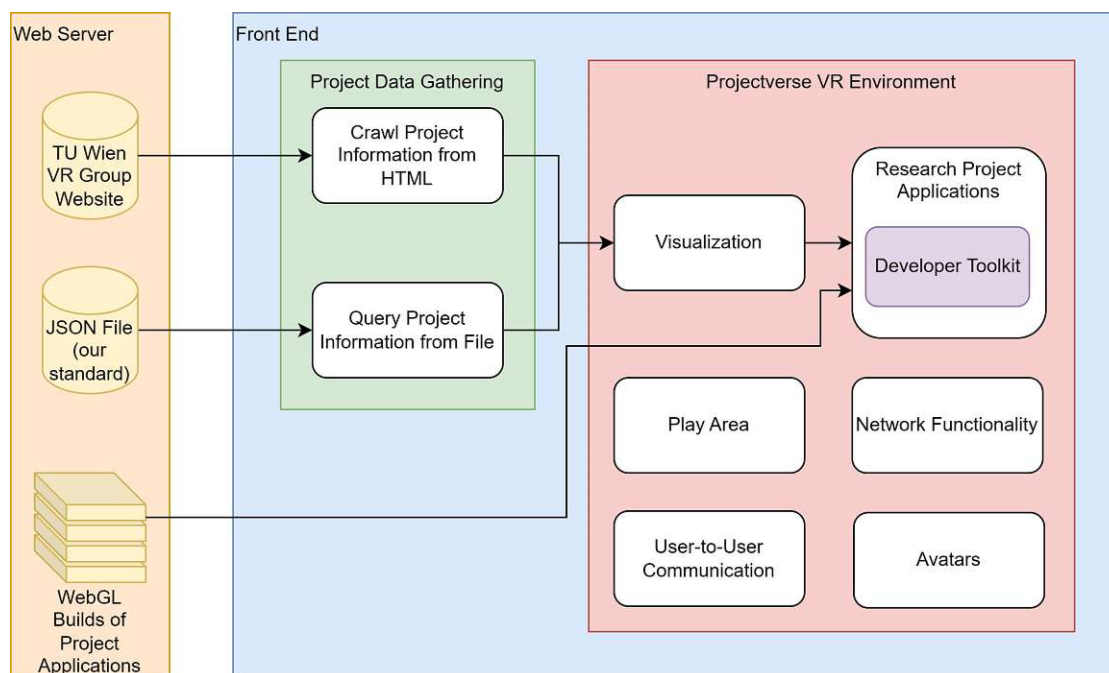 Web Server
TU Wien
VR Group
Website
JSON File
(our
standard)
WebGL
Builds of
Project
Applications
Front End
Project Data Gathering
Crawl Project
Information from
HTML
Query Project
Information from File
Projectverse VR Environment
Visualization
Research Project
Applications
Developer Toolkit
Play Area
Network Functionality
User-to-User
Communication
Avatars